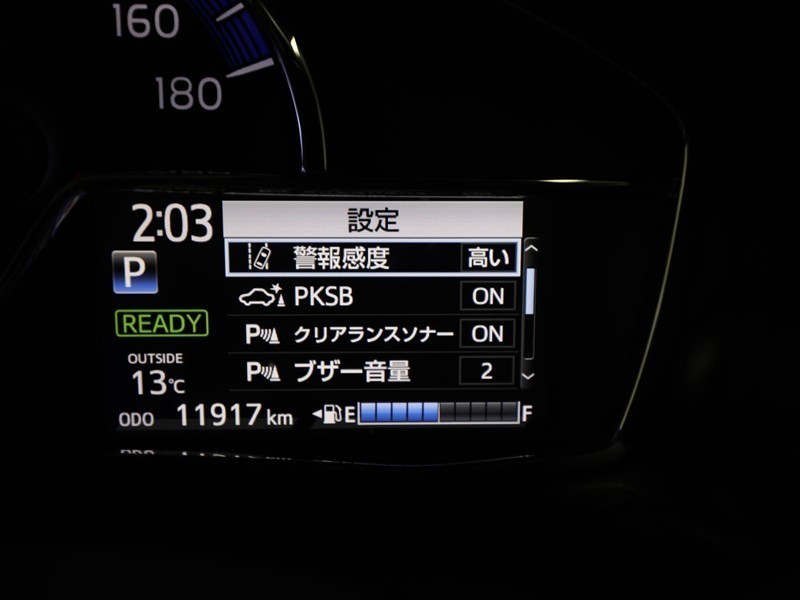 160
180
2:03
設定
P
警報感度 高い
PKSB ON
READY
P クリアランスソナー ON
OUTSIDE
13℃
P ブザー音量 2
ODO 11917 km
E F